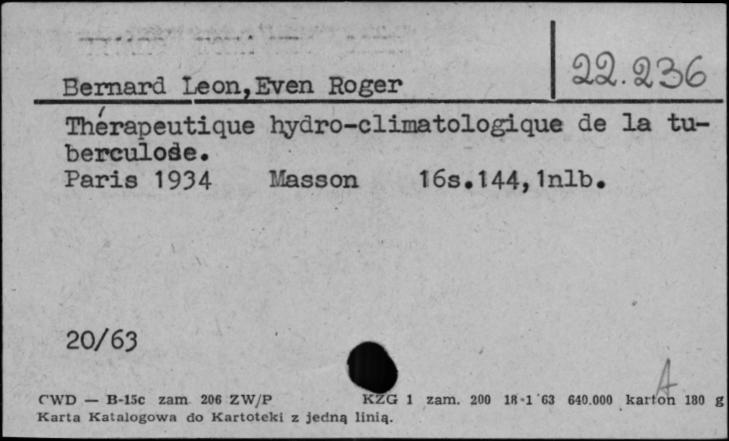 22.236
Bernard Leon,Even Roger
Thérapeutique hydro-climatologique de la tu-
berculose.
Paris 1934 Masson 16s.144,1nlb.
20/63
A
CWD — B-15c zam 206 ZW/P KZG 1 zam. 200 18-1 63 640.000 karton 180 g
Karta Katalogowa do Kartoteki z jedną linią.